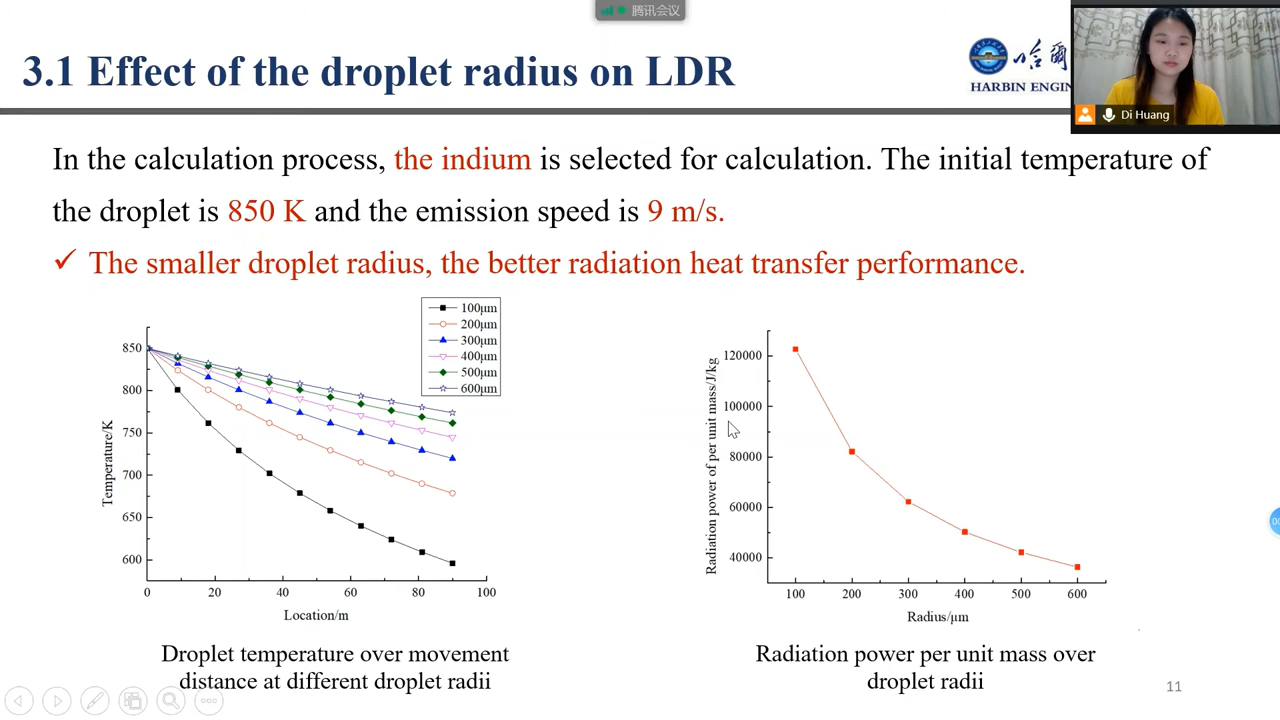 腾讯会议
3.1 Effect of the droplet radius on LDR
哈爾
HARBIN ENGIN
Di Huang
In the calculation process, the indium is selected for calculation. The initial temperature of
the droplet is 850 K and the emission speed is 9 m/s.
✓ The smaller droplet radius, the better radiation heat transfer performance.
100μm
200μm
300μm
400μm
500μm
600μm
850
800
750
700
650
600
Temperature/K
0 20 40 60 80 100
Location/m
Droplet temperature over movement
distance at different droplet radii
120000
100000
80000
60000
40000
Radiation power of per unit mass/J/kg
100 200 300 400 500 600
Radius/μm
Radiation power per unit mass over
droplet radii
11